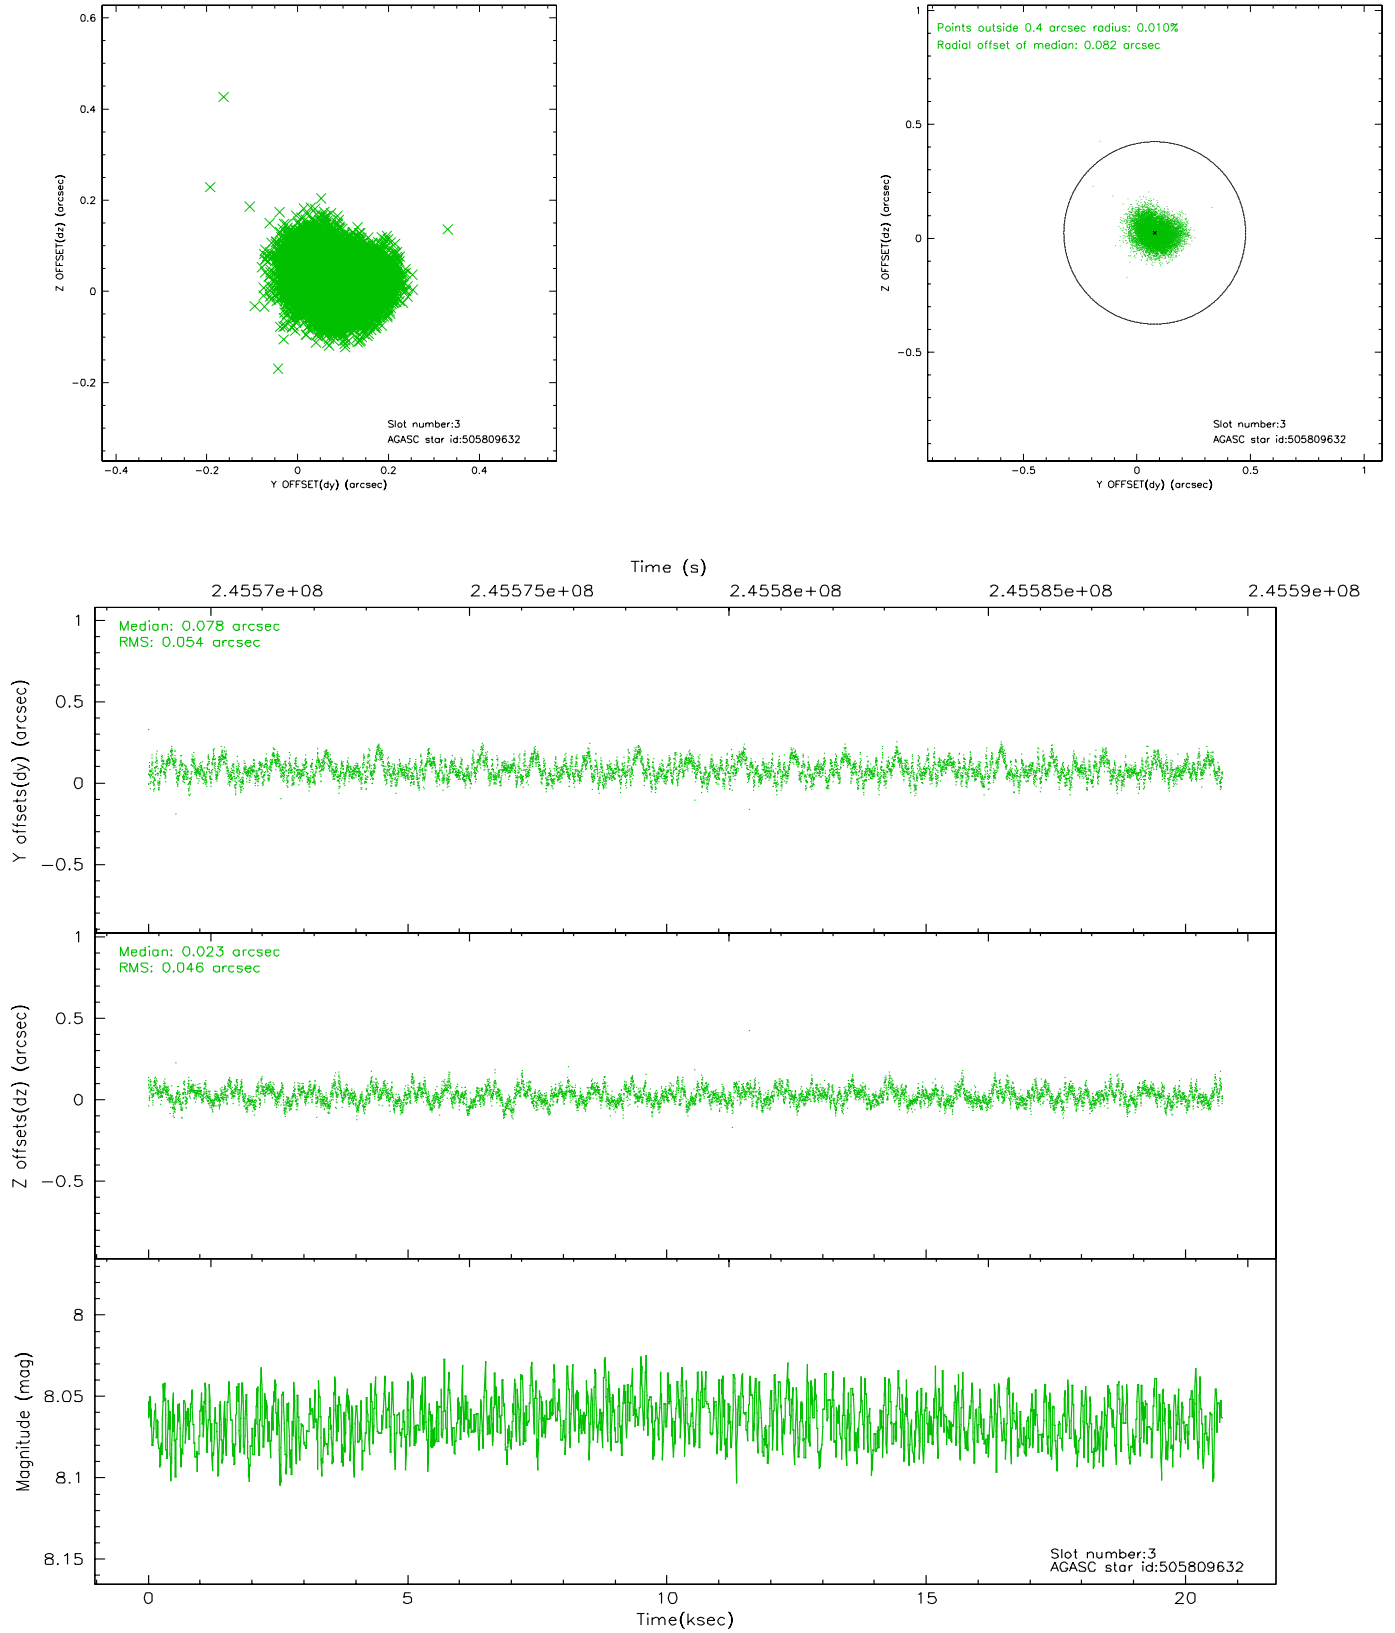 0.6
0.4
0.2
0
−0.2
−0.4
−0.2
0
0.2
0.4
Z OFFSET(dz) (arcsec)
Y OFFSET(dy) (arcsec)
Slot number:3
AGASC star id:505809632
Points outside 0.4 arcsec radius: 0.010%
Radial offset of median: 0.082 arcsec
1
0.5
0
−0.5
−0.5
0
0.5
1
Z OFFSET(dz) (arcsec)
Y OFFSET(dy) (arcsec)
Slot number:3
AGASC star id:505809632
Time (s)
2.4557e+08
2.45575e+08
2.4558e+08
2.45585e+08
2.4559e+08
Median: 0.078 arcsec
RMS: 0.054 arcsec
1
0.5
0
−0.5
Y offsets(dy) (arcsec)
Median: 0.023 arcsec
RMS: 0.046 arcsec
1
0.5
0
−0.5
Z offsets(dz) (arcsec)
8
8.05
8.1
8.15
Magnitude (mag)
Slot number:3
AGASC star id:505809632
0
5
10
15
20
Time(ksec)